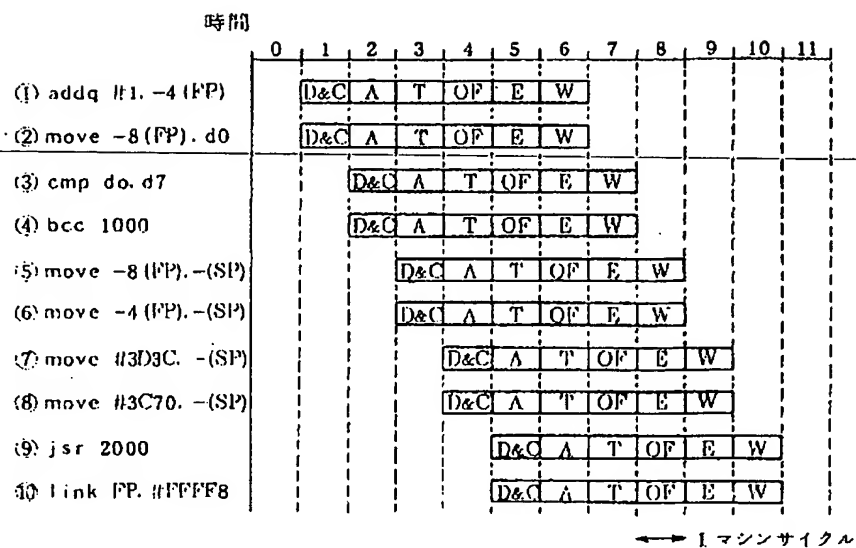 時間
0 1 2 3 4 5 6 7 8 9 10 11
(1) addq #1. -4(FP) D&C A T OF E W
(2) move -8(FP). d0 D&C A T OF E W
(3) cmp do. d7 D&C A T OF E W
(4) bcc 1000 D&C A T OF E W
(5) move -8(FP). -(SP) D&C A T OF E W
(6) move -4(FP). -(SP) D&C A T OF E W
(7) move #3D3C. -(SP) D&C A T OF E W
(8) move #3C70. -(SP) D&C A T OF E W
(9) jsr 2000 D&C A T OF E W
(10) link FP. #FFFF8 D&C A T OF E W
1 マシンサイクル